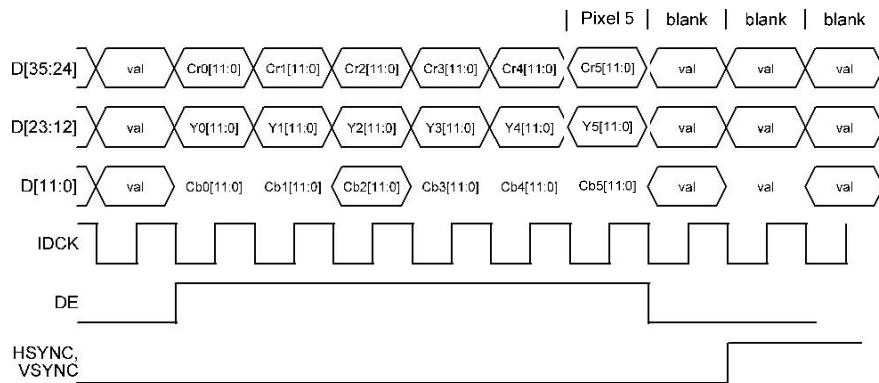 Pixel 5 blank blank blank
D[35:24] val Cr0[11:0] Cr1[11:0] Cr2[11:0] Cr3[11:0] Cr4[11:0] Cr5[11:0] val val val
D[23:12] val Y0[11:0] Y1[11:0] Y2[11:0] Y3[11:0] Y4[11:0] Y5[11:0] val val val
D[11:0] val Cb0[11:0] Cb1[11:0] Cb2[11:0] Cb3[11:0] Cb4[11:0] Cb5[11:0] val val val
IDCK
DE
HSYNC,
VSYNC